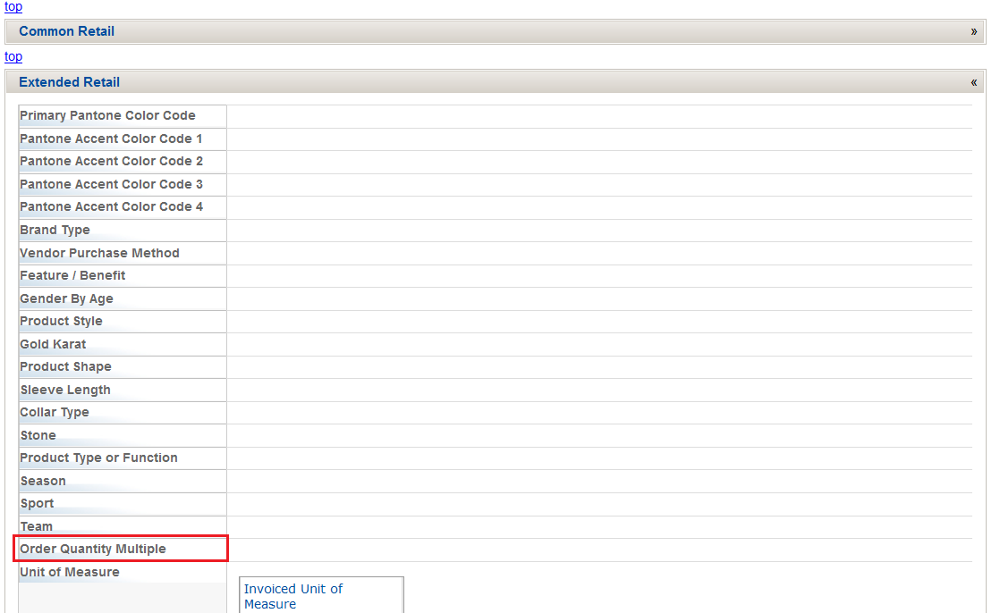 top
Common Retail »
top
Extended Retail «
Primary Pantone Color Code
Pantone Accent Color Code 1
Pantone Accent Color Code 2
Pantone Accent Color Code 3
Pantone Accent Color Code 4
Brand Type
Vendor Purchase Method
Feature / Benefit
Gender By Age
Product Style
Gold Karat
Product Shape
Sleeve Length
Collar Type
Stone
Product Type or Function
Season
Sport
Team
Order Quantity Multiple
Unit of Measure
Invoiced Unit of
Measure